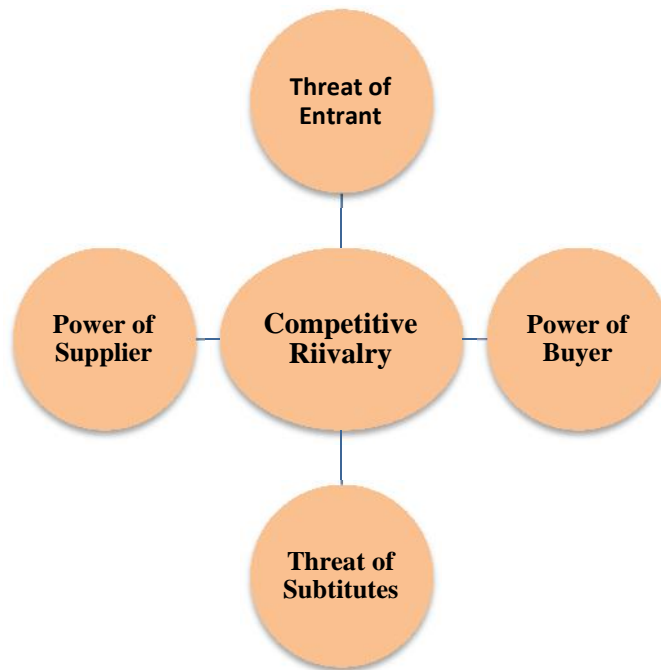 Threat of
Entrant
Power of
Supplier
Competitive
Riivalry
Power of
Buyer
Threat of
Subtitutes